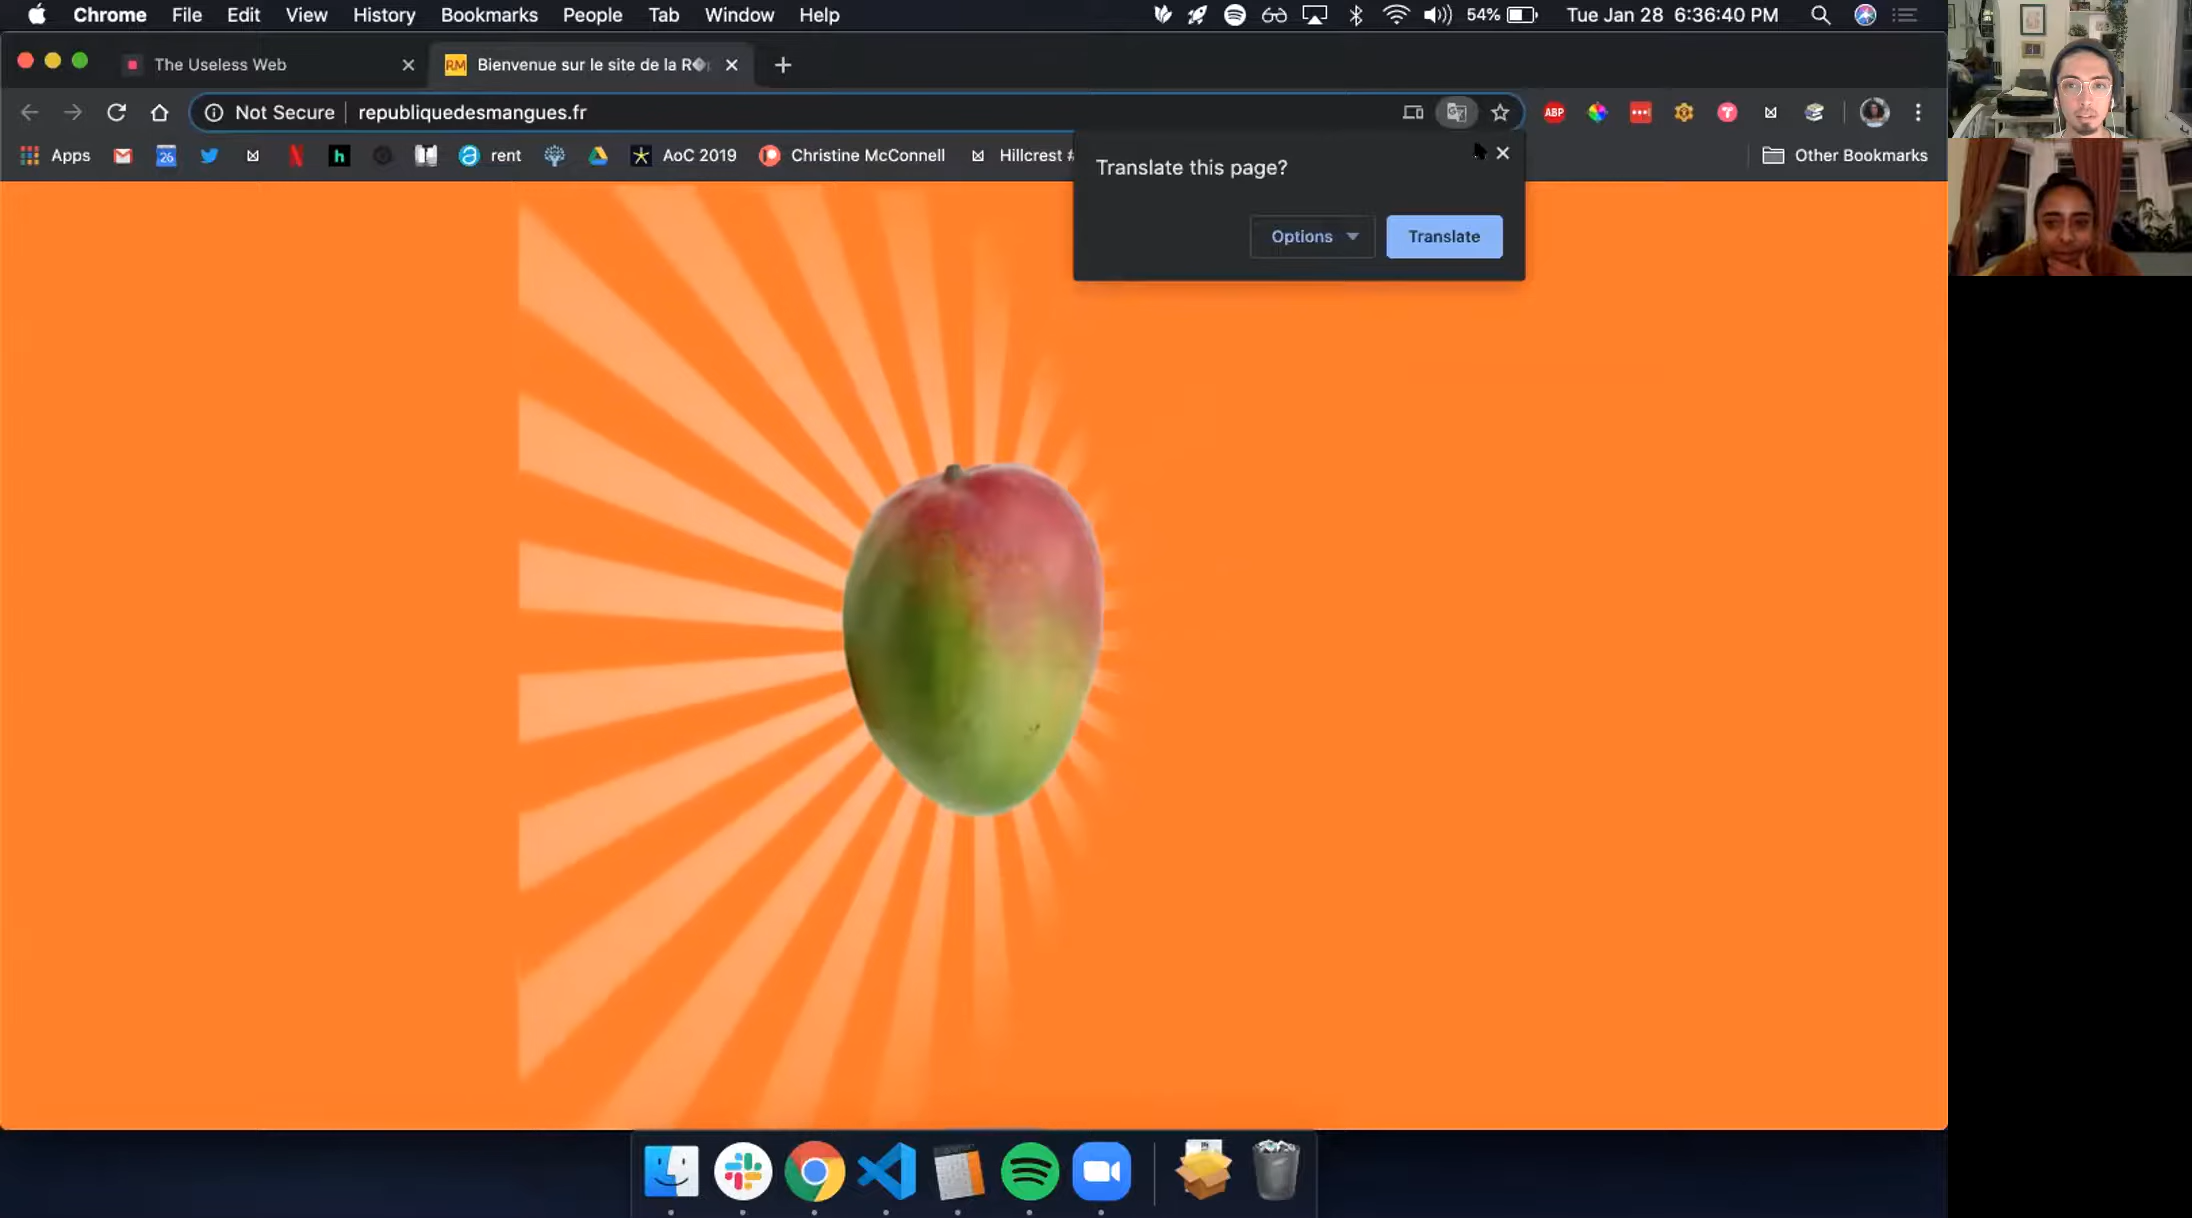 Chrome File Edit View History Bookmarks People Tab Window Help 54% Tue Jan 28 6:36:40 PM
The Useless Web
RM Bienvenue sur le site de la R�
Not Secure republiquedesmangues.fr
ABP
Apps 26 h rent AoC 2019 Christine McConnell Hillcrest # Other Bookmarks
Translate this page?
Options Translate